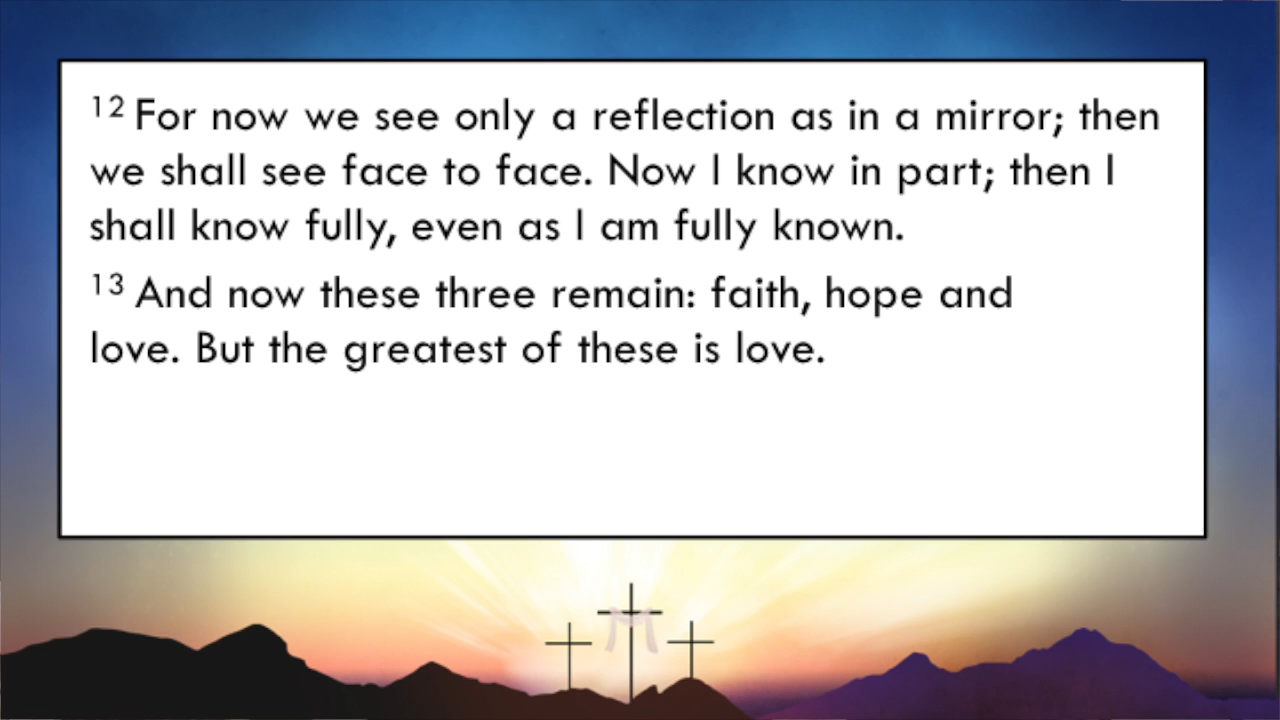 12 For now we see only a reflection as in a mirror; then
we shall see face to face. Now I know in part; then I
shall know fully, even as I am fully known.
13 And now these three remain: faith, hope and
love. But the greatest of these is love.